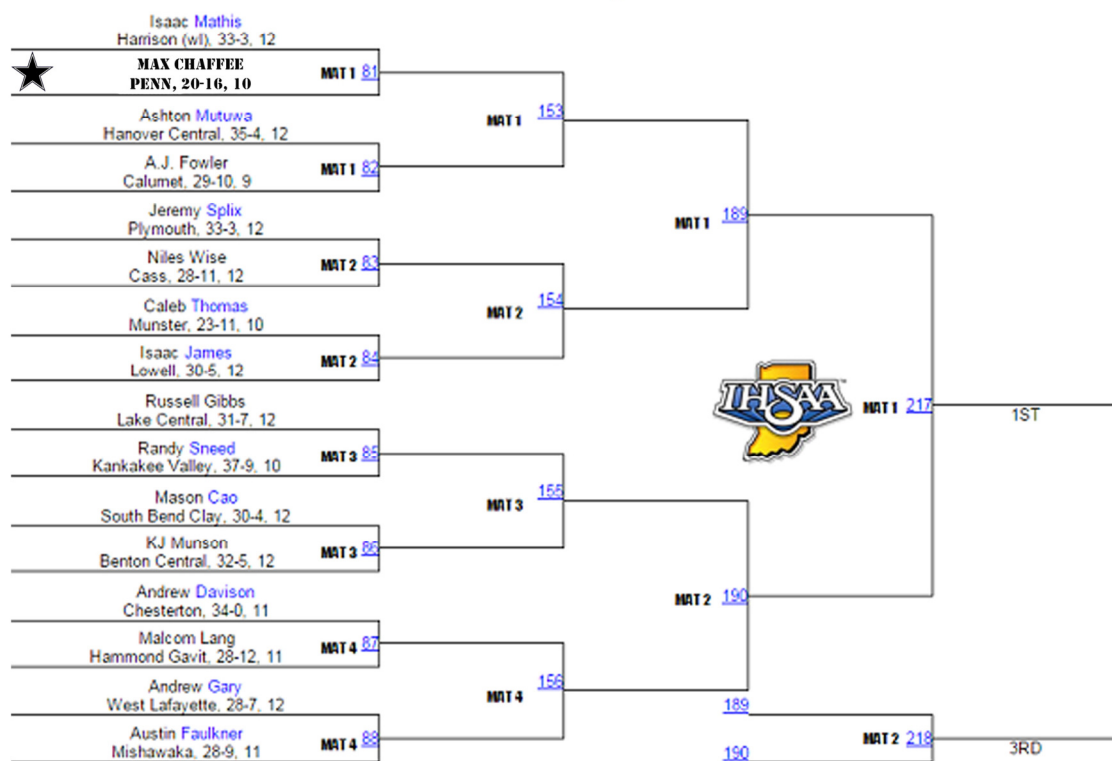 Isaac Mathis
Harrison (wl), 33-3, 12
MAX CHAFFEE
PENN, 20-16, 10
MAT 1 81
Ashton Mutuwa
Hanover Central, 35-4, 12
MAT 1 153
A.J. Fowler
Calumet, 29-10, 9
MAT 1 82
Jeremy Splix
Plymouth, 33-3, 12
MAT 1 189
Niles Wise
Cass, 28-11, 12
MAT 2 83
Caleb Thomas
Munster, 23-11, 10
MAT 2 154
Isaac James
Lowell, 30-5, 12
MAT 2 84
IHSAA
Russell Gibbs
Lake Central, 31-7, 12
MAT 1 217
1ST
Randy Sneed
Kankakee Valley, 37-9, 10
MAT 3 85
Mason Cao
South Bend Clay, 30-4, 12
MAT 3 155
KJ Munson
Benton Central, 32-5, 12
MAT 3 86
Andrew Davison
Chesterton, 34-0, 11
MAT 2 190
Malcom Lang
Hammond Gavit, 28-12, 11
MAT 4 87
Andrew Gary
West Lafayette, 28-7, 12
MAT 4 156
189
Austin Faulkner
Mishawaka, 28-9, 11
MAT 4 88
MAT 2 218
3RD
190